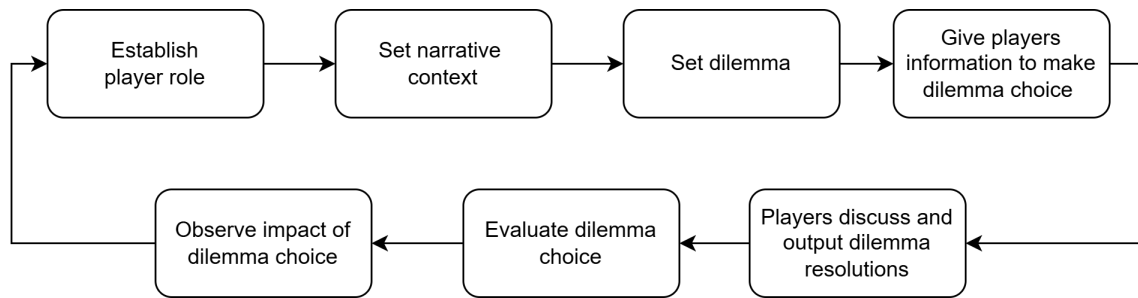 Establish
player role
Set narrative
context
Set dilemma
Give players
information to make
dilemma choice
Players discuss and
output dilemma
resolutions
Evaluate dilemma
choice
Observe impact of
dilemma choice